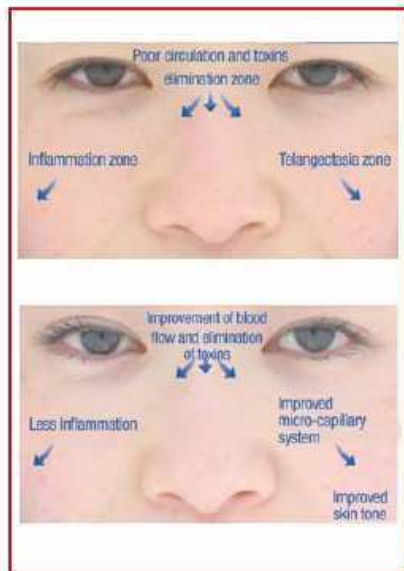 Poor circulation and toxins
elimination zone
Inflammation zone
Telangectasia zone
Improvement of blood
flow and elimination
of toxins
Less inflammation
Improved
micro-capillary
system
Improved
skin tone